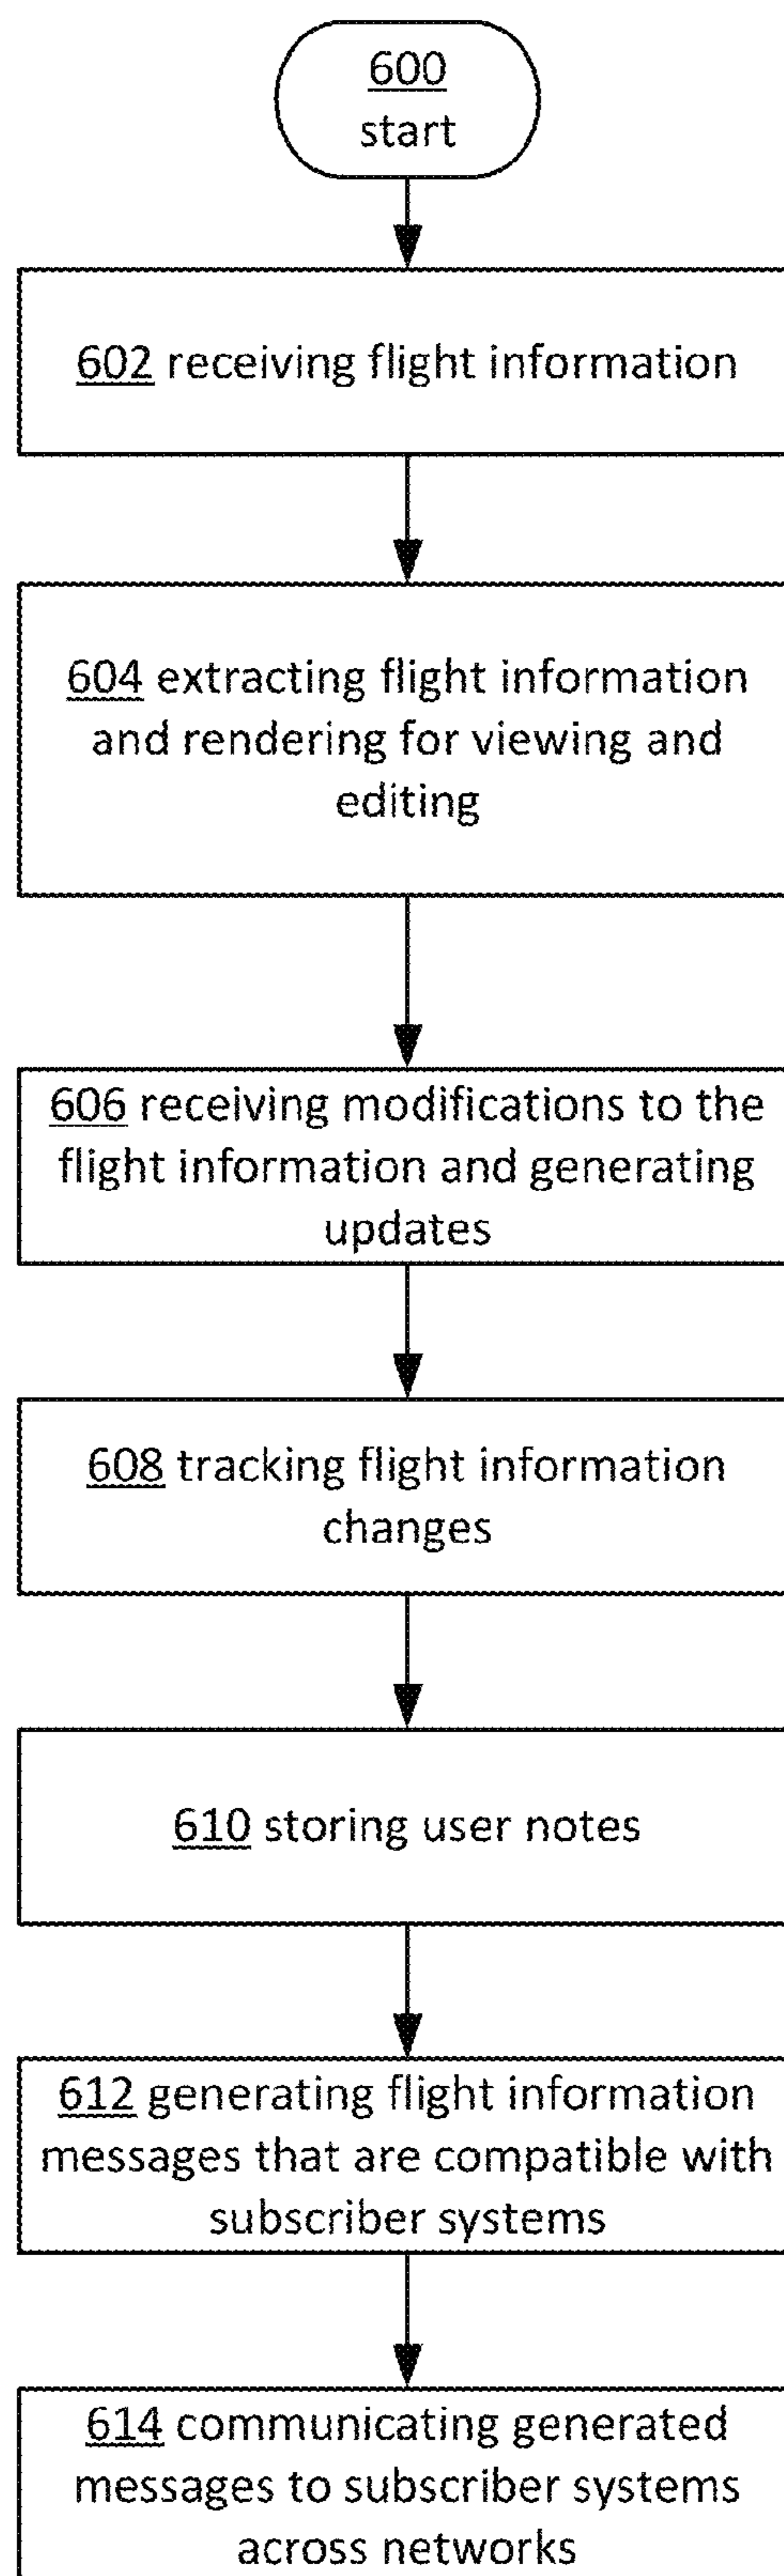 600
start
602 receiving flight information
604 extracting flight information
and rendering for viewing and
editing
606 receiving modifications to the
flight information and generating
updates
608 tracking flight information
changes
610 storing user notes
612 generating flight information
messages that are compatible with
subscriber systems
614 communicating generated
messages to subscriber systems
across networks